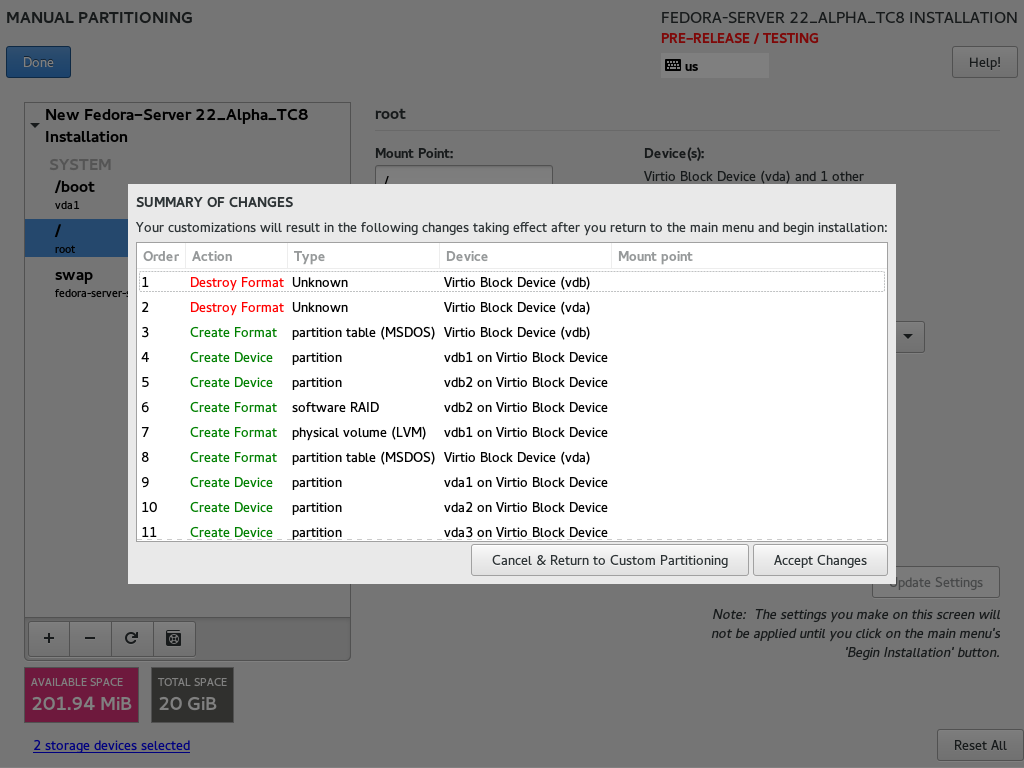 MANUAL PARTITIONING
FEDORA-SERVER 22_ALPHA_TC8 INSTALLATION
PRE-RELEASE / TESTING
Done
us
Help!
New Fedora-Server 22_Alpha_TC8
Installation
SYSTEM
/boot
vda1
/
root
swap
fedora-server-
root
Mount Point:
/
Device(s):
Virtio Block Device (vda) and 1 other
SUMMARY OF CHANGES
Your customizations will result in the following changes taking effect after you return to the main menu and begin installation:
Order Action Type Device Mount point
1 Destroy Format Unknown Virtio Block Device (vdb)
2 Destroy Format Unknown Virtio Block Device (vda)
3 Create Format partition table (MSDOS) Virtio Block Device (vdb)
4 Create Device partition vdb1 on Virtio Block Device
5 Create Device partition vdb2 on Virtio Block Device
6 Create Format software RAID vdb2 on Virtio Block Device
7 Create Format physical volume (LVM) vdb1 on Virtio Block Device
8 Create Format partition table (MSDOS) Virtio Block Device (vda)
9 Create Device partition vda1 on Virtio Block Device
10 Create Device partition vda2 on Virtio Block Device
11 Create Device partition vda3 on Virtio Block Device
Cancel & Return to Custom Partitioning
Accept Changes
Update Settings
Note: The settings you make on this screen will
not be applied until you click on the main menu's
'Begin Installation' button.
AVAILABLE SPACE
201.94 MiB
TOTAL SPACE
20 GiB
2 storage devices selected
Reset All